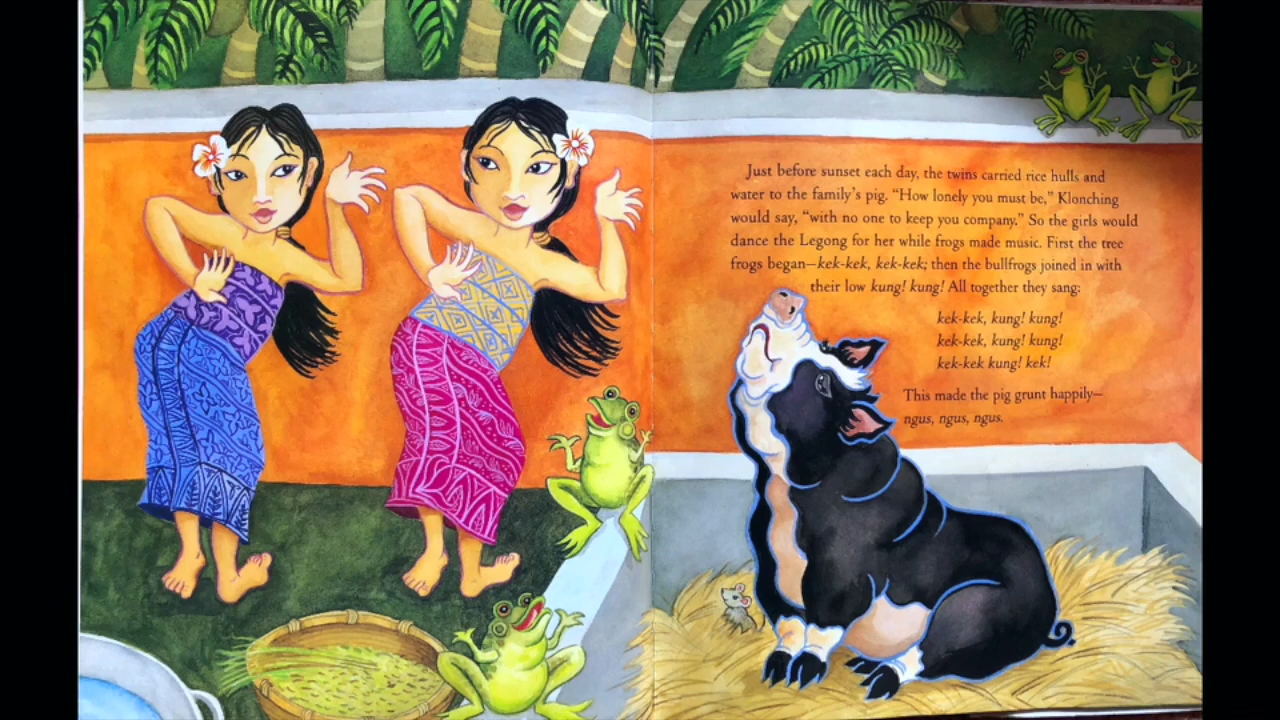 Just before sunset each day, the twins carried rice hulls and
water to the family's pig. “How lonely you must be,” Klonching
would say, “with no one to keep you company.” So the girls would
dance the Legong for her while frogs made music. First the tree
frogs began—kek-kek, kek-kek; then the bullfrogs joined in with
their low kung! kung! All together they sang:
kek-kek, kung! kung!
kek-kek, kung! kung!
kek-kek kung! kek!
This made the pig grunt happily—
ngus, ngus, ngus.